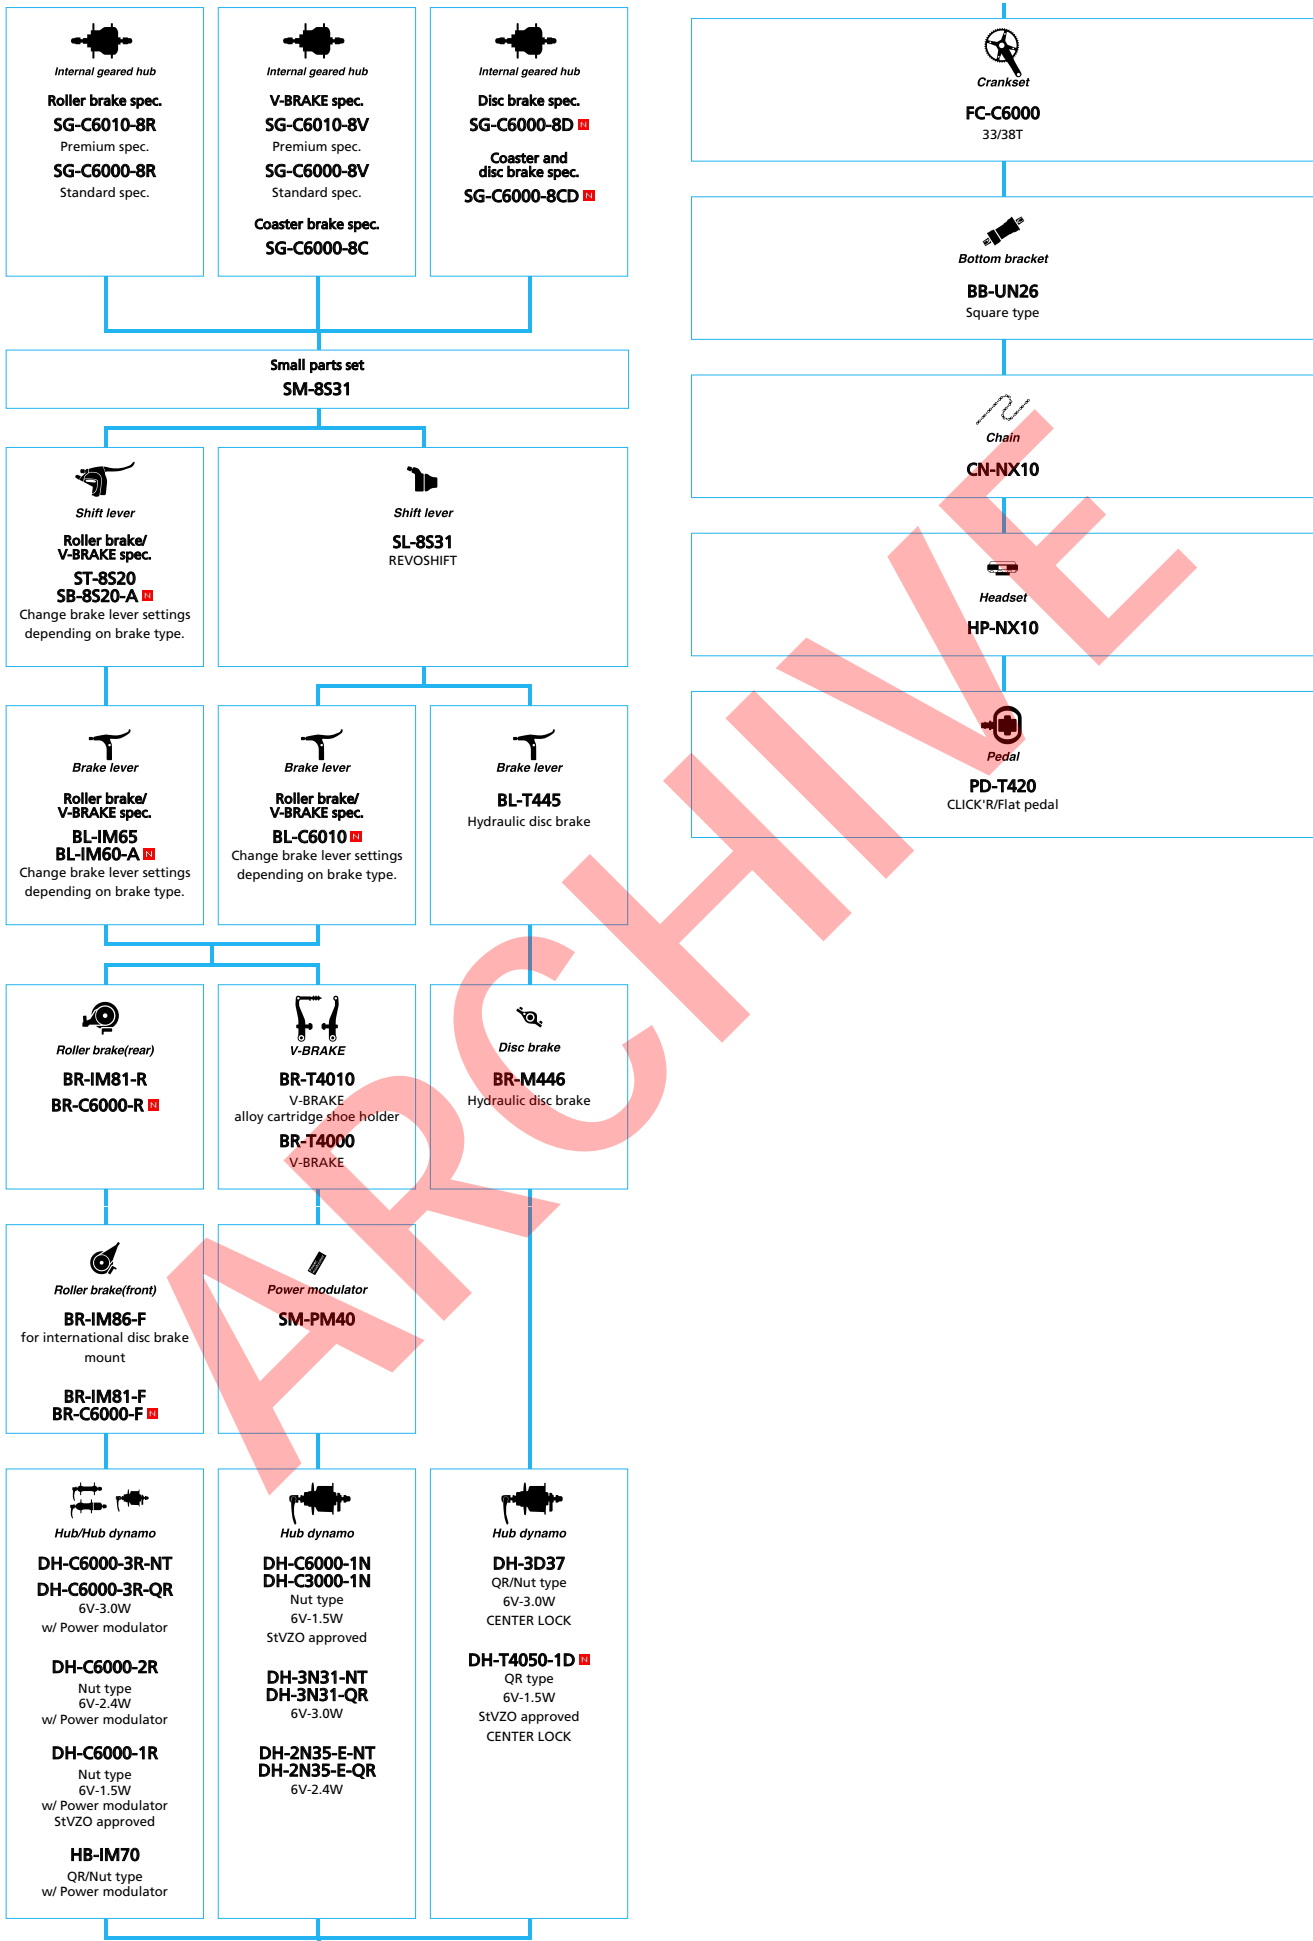 Internal geared hub
Roller brake spec.
SG-C6010-8R
Premium spec.
SG-C6000-8R
Standard spec.
Internal geared hub
V-BRAKE spec.
SG-C6010-8V
Premium spec.
SG-C6000-8V
Standard spec.
Coaster brake spec.
SG-C6000-8C
Internal geared hub
Disc brake spec.
SG-C6000-8D N
Coaster and
disc brake spec.
SG-C6000-8CD N
Small parts set
SM-8S31
Shift lever
Roller brake/
V-BRAKE spec.
ST-8S20
SB-8S20-A N
Change brake lever settings
depending on brake type.
Shift lever
SL-8S31
REVOSHIFT
Brake lever
Roller brake/
V-BRAKE spec.
BL-IM65
BL-IM60-A N
Change brake lever settings
depending on brake type.
Brake lever
Roller brake/
V-BRAKE spec.
BL-C6010 N
Change brake lever settings
depending on brake type.
Brake lever
BL-T445
Hydraulic disc brake
Roller brake(rear)
BR-IM81-R
BR-C6000-R N
V-BRAKE
BR-T4010
V-BRAKE
alloy cartridge shoe holder
BR-T4000
V-BRAKE
Disc brake
BR-M446
Hydraulic disc brake
Roller brake(front)
BR-IM86-F
for international disc brake
mount
BR-IM81-F
BR-C6000-F N
Power modulator
SM-PM40
Hub/Hub dynamo
DH-C6000-3R-NT
DH-C6000-3R-QR
6V-3.0W
w/ Power modulator
DH-C6000-2R
Nut type
6V-2.4W
w/ Power modulator
DH-C6000-1R
Nut type
6V-1.5W
w/ Power modulator
StVZO approved
HB-IM70
QR/Nut type
w/ Power modulator
Hub dynamo
DH-C6000-1N
DH-C3000-1N
Nut type
6V-1.5W
StVZO approved
DH-3N31-NT
DH-3N31-QR
6V-3.0W
DH-2N35-E-NT
DH-2N35-E-QR
6V-2.4W
Hub dynamo
DH-3D37
QR/Nut type
6V-3.0W
CENTER LOCK
DH-T4050-1D N
QR type
6V-1.5W
StVZO approved
CENTER LOCK
Crankset
FC-C6000
33/38T
Bottom bracket
BB-UN26
Square type
Chain
CN-NX10
Headset
HP-NX10
Pedal
PD-T420
CLICK'R/Flat pedal
ARCHIVE